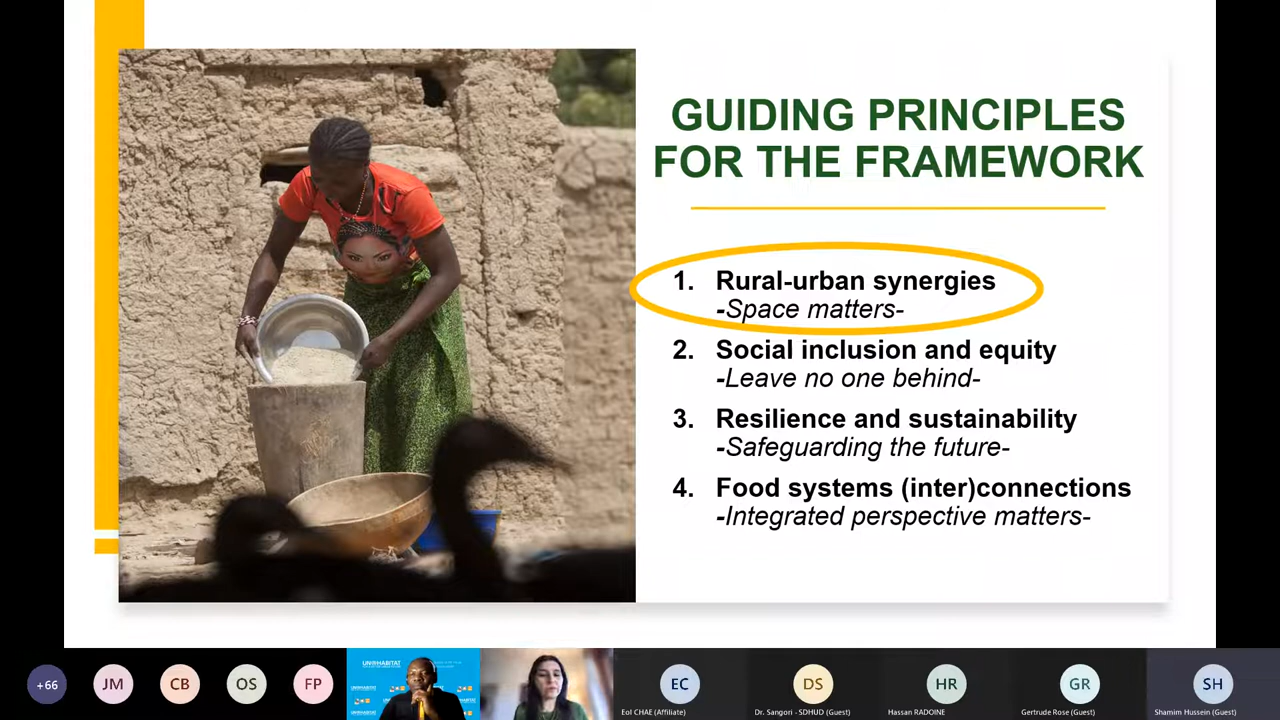 GUIDING PRINCIPLES
FOR THE FRAMEWORK
1. Rural-urban synergies
-Space matters-
2. Social inclusion and equity
-Leave no one behind-
3. Resilience and sustainability
-Safeguarding the future-
4. Food systems (inter)connections
-Integrated perspective matters-
+66
JM
CB
OS
FP
UN HABITAT
EC
DS
HR
GR
SH
Eol CHAE (Affiliate)
Dr. Sangori - SDHUD (Guest)
Hassan RADOINE
Gertrude Rose (Guest)
Shamim Hussein (Guest)